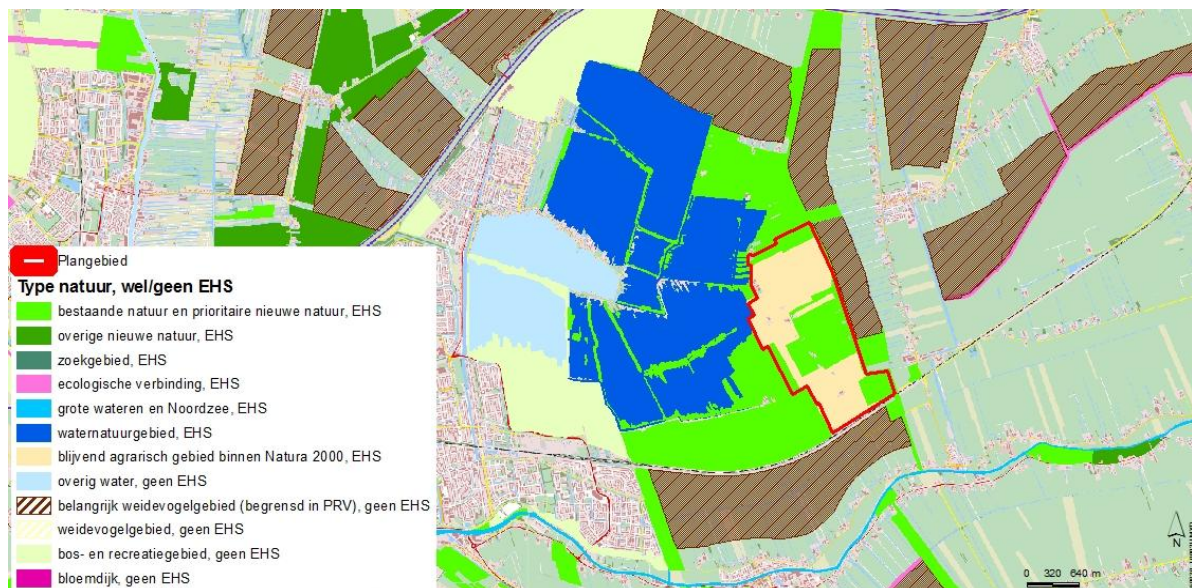 Plangebied
Type natuur, wel/geen EHS
bestaande natuur en prioritaire nieuwe natuur, EHS
overige nieuwe natuur, EHS
zoekgebied, EHS
ecologische verbinding, EHS
grote wateren en Noordzee, EHS
waternatuurgebied, EHS
blijvend agrarisch gebied binnen Natura 2000, EHS
overig water, geen EHS
belangrijk weidevogelgebied (begrensd in PRV), geen EHS
weidevogelgebied, geen EHS
bos- en recreatiegebied, geen EHS
bloemdijk, geen EHS
N
0 320 640 m